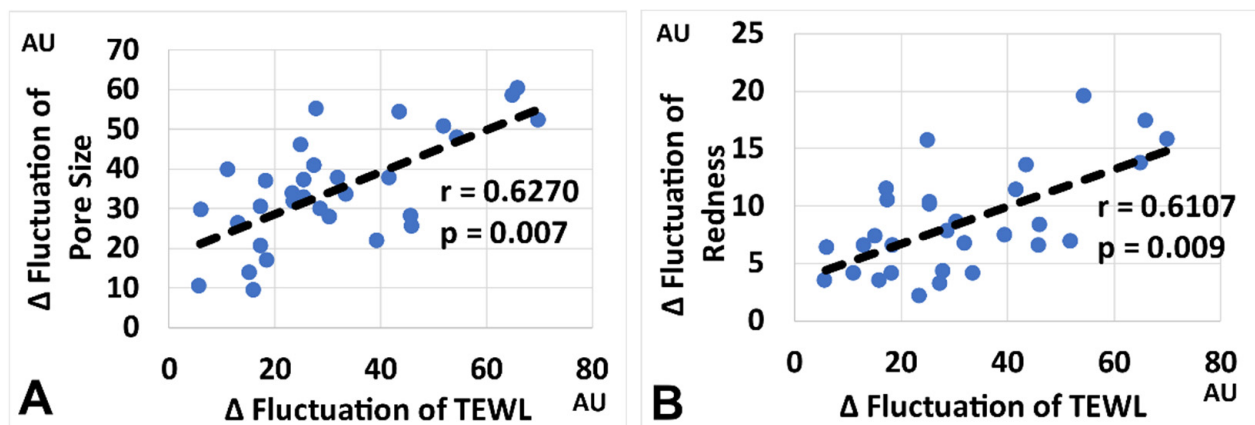 AU
Δ Fluctuation of
Pore Size
70
60
50
40
30
20
10
0
r = 0.6270
p = 0.007
0 20 40 60 80
Δ Fluctuation of TEWL
AU
A
AU
Δ Fluctuation of
Redness
25
20
15
10
5
0
r = 0.6107
p = 0.009
0 20 40 60 80
Δ Fluctuation of TEWL
AU
B